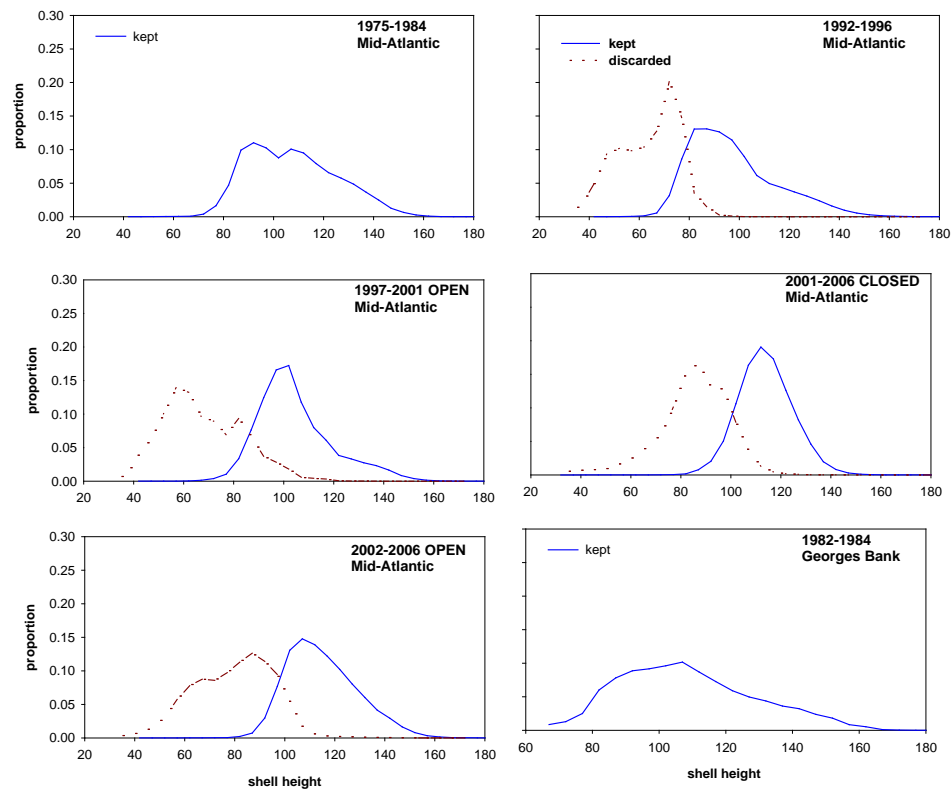 0.30
0.25
0.20
0.15
0.10
0.05
0.00
proportion
kept
1975-1984
Mid-Atlantic
20 40 60 80 100 120 140 160 180
kept
discarded
1992-1996
Mid-Atlantic
20 40 60 80 100 120 140 160 180
0.30
0.25
0.20
0.15
0.10
0.05
0.00
proportion
1997-2001 OPEN
Mid-Atlantic
20 40 60 80 100 120 140 160 180
2001-2006 CLOSED
Mid-Atlantic
20 40 60 80 100 120 140 160 180
0.30
0.25
0.20
0.15
0.10
0.05
0.00
proportion
2002-2006 OPEN
Mid-Atlantic
20 40 60 80 100 120 140 160 180
shell height
kept
1982-1984
Georges Bank
60 80 100 120 140 160 180
shell height